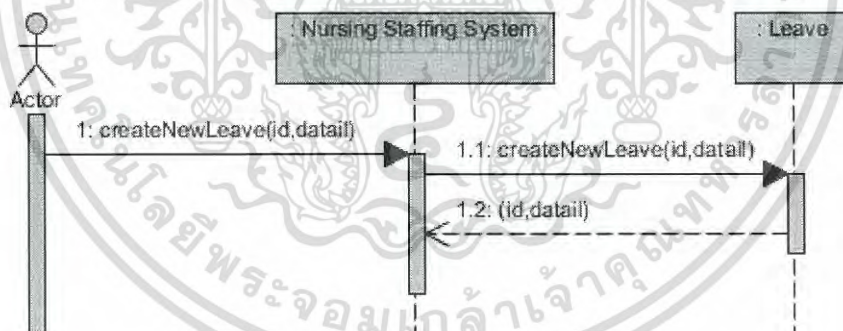 : Nursing Staffing System
: Leave
Actor
1: createNewLeave(id,datail)
1.1: createNewLeave(id,datail)
1.2: (id,datail)